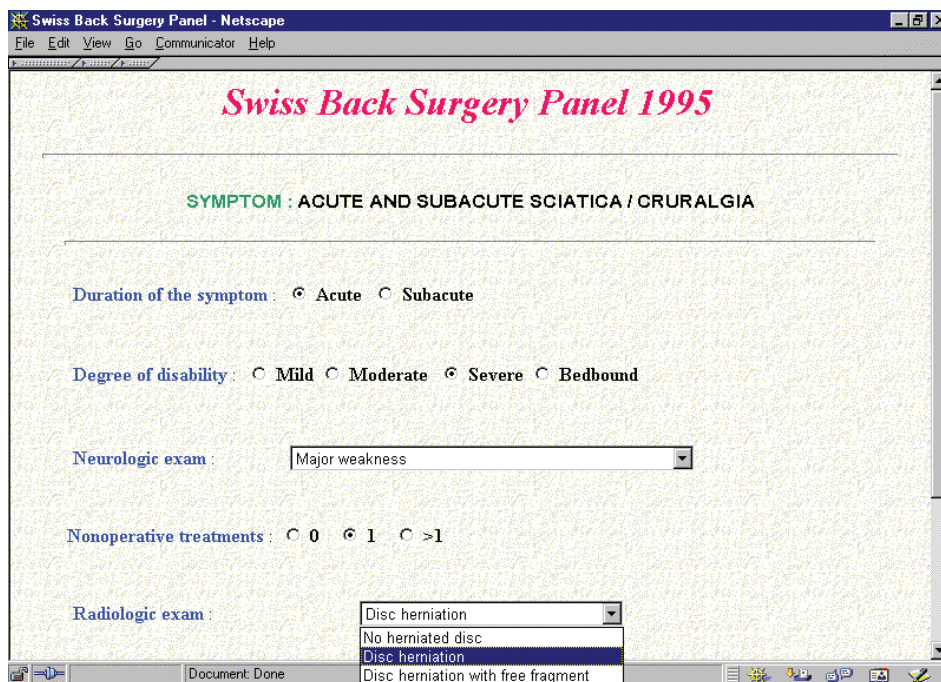 Swiss Back Surgery Panel - Netscape
File Edit View Go Communicator Help
Swiss Back Surgery Panel 1995
SYMPTOM : ACUTE AND SUBACUTE SCIATICA / CRURALGIA
Duration of the symptom : Acute Subacute
Degree of disability : Mild Moderate Severe Bedbound
Neurologic exam : Major weakness
Nonoperative treatments : 0 1 >1
Radiologic exam : Disc herniation
No herniated disc
Disc herniation
Disc herniation with free fragment
Document: Done